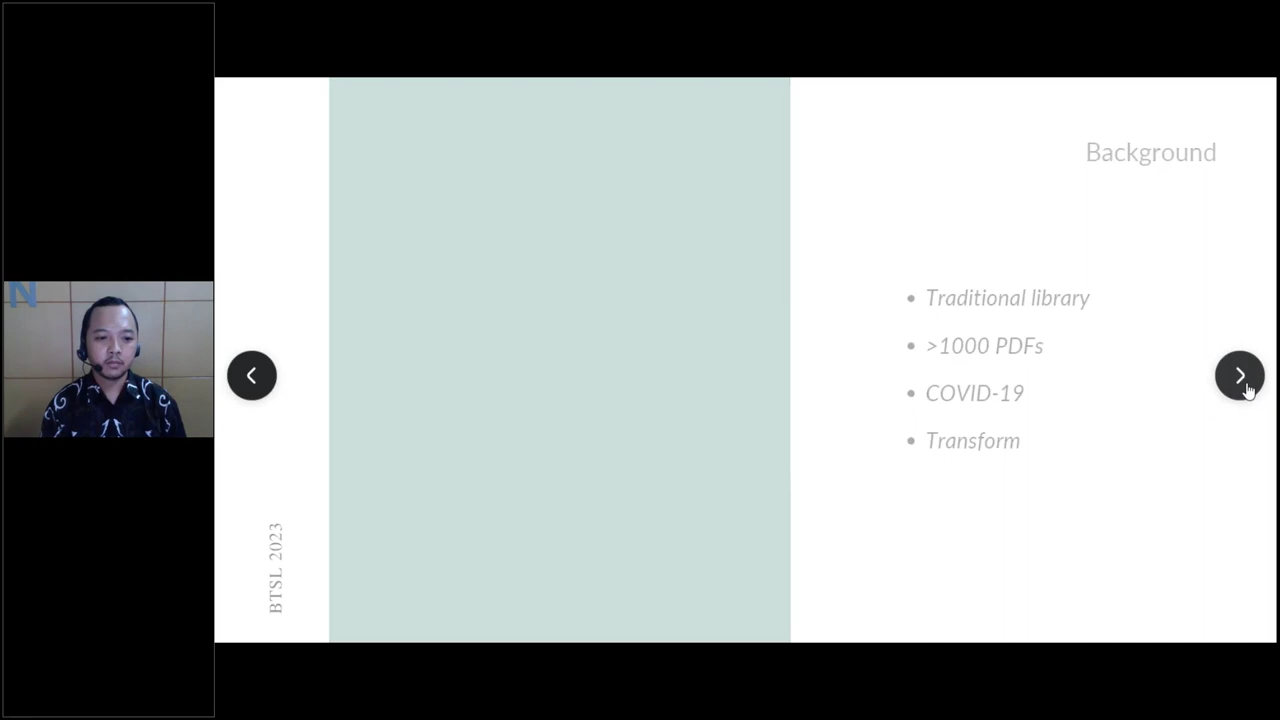 N
Background
Traditional library
>1000 PDFs
COVID-19
Transform
BTSL 2023